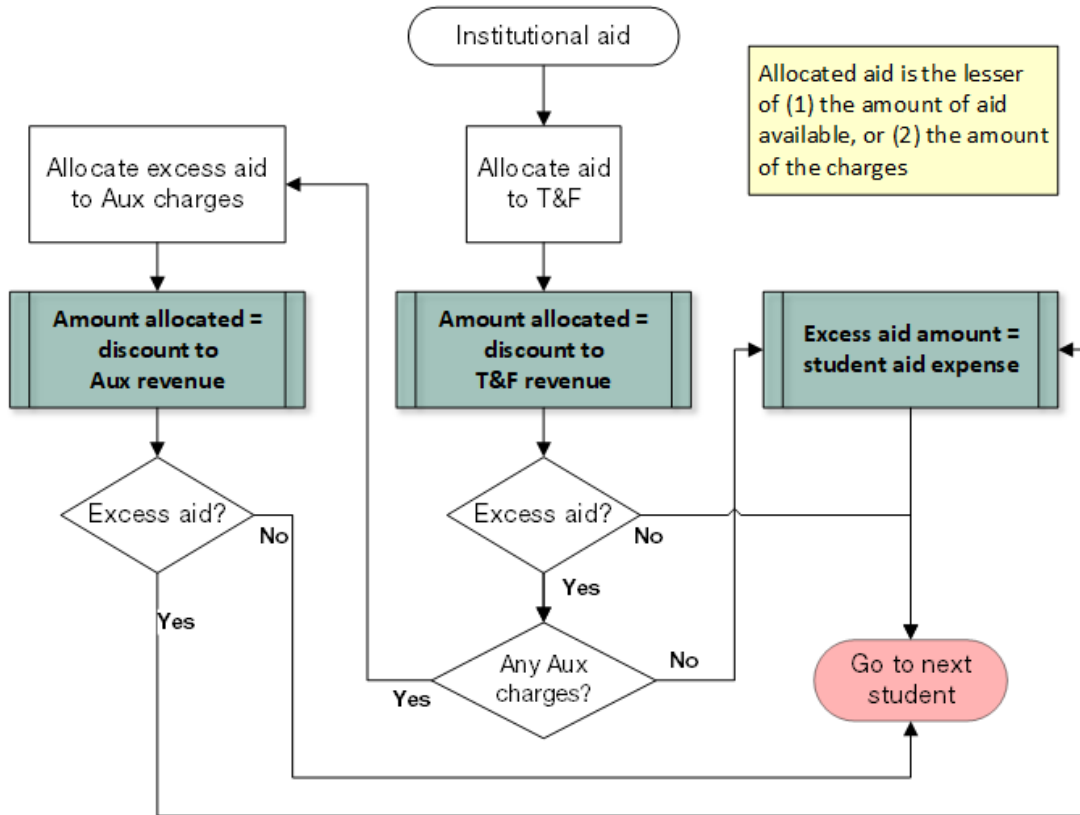 Institutional aid
Allocated aid is the lesser
of (1) the amount of aid
available, or (2) the amount
of the charges
Allocate excess aid
to Aux charges
Allocate aid
to T&F
Amount allocated =
discount to
Aux revenue
Amount allocated =
discount to
T&F revenue
Excess aid amount =
student aid expense
Excess aid?
No
Yes
Excess aid?
No
Yes
Any Aux
charges?
Yes
No
Go to next
student